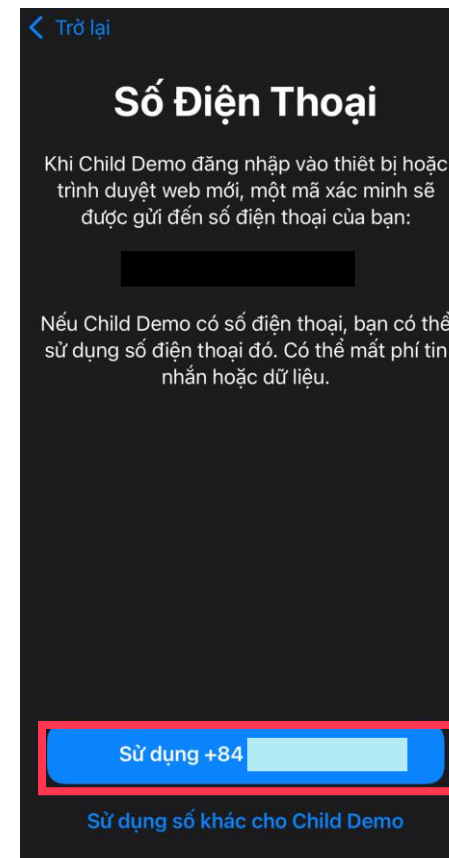 Trở lại
Số Điện Thoại
Khi Child Demo đăng nhập vào thiêt bị hoặc
trình duyệt web mới, một mã xác minh sẽ
được gửi đến số điện thoại của bạn:
Nếu Child Demo có số điện thoại, bạn có thể
sử dụng số điện thoại đó. Có thể mất phí tin
nhắn hoặc dữ liệu.
Sử dụng +84
Sử dụng số khác cho Child Demo